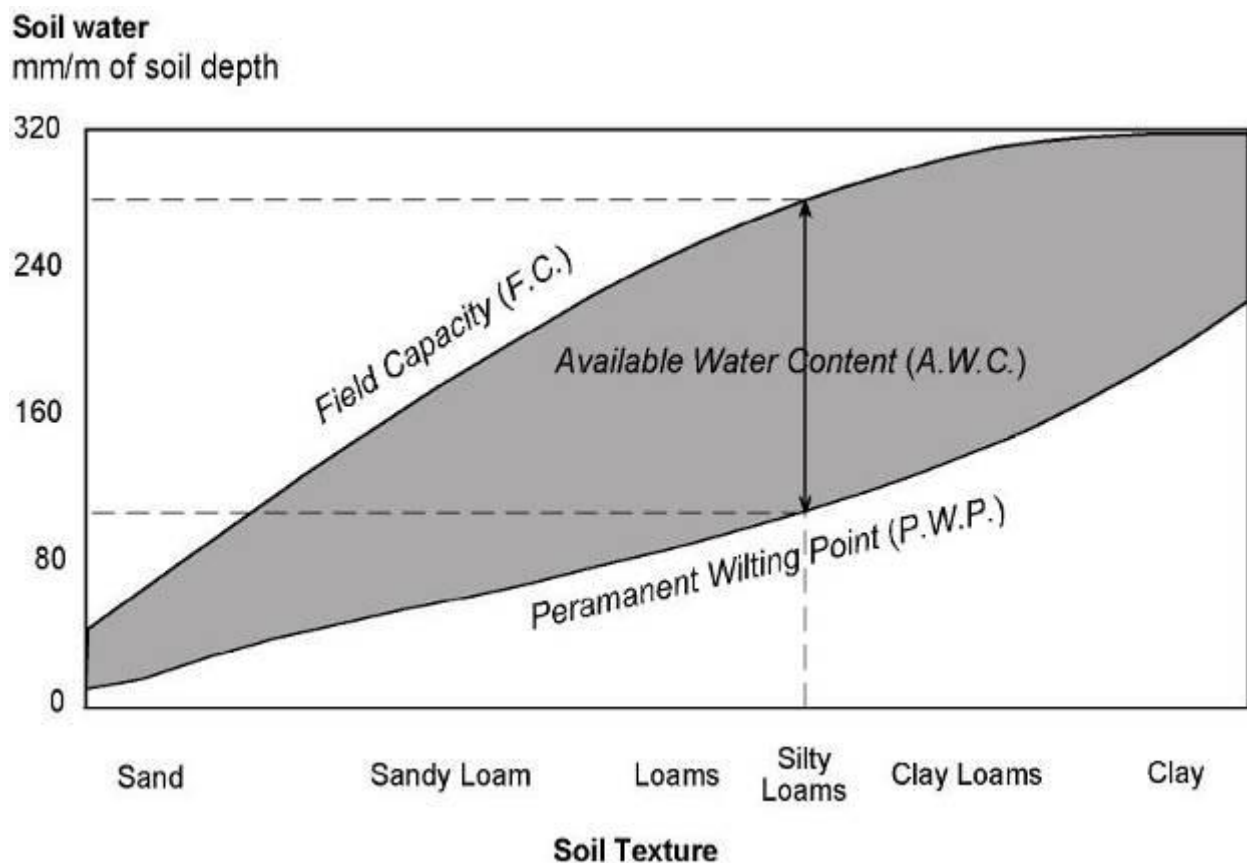 Soil water
mm/m of soil depth
320
240
160
80
0
Field Capacity (F.C.)
Available Water Content (A.W.C.)
Peramanent Wilting Point (P.W.P.)
Sand
Sandy Loam
Loams
Silty
Loams
Clay Loams
Clay
Soil Texture